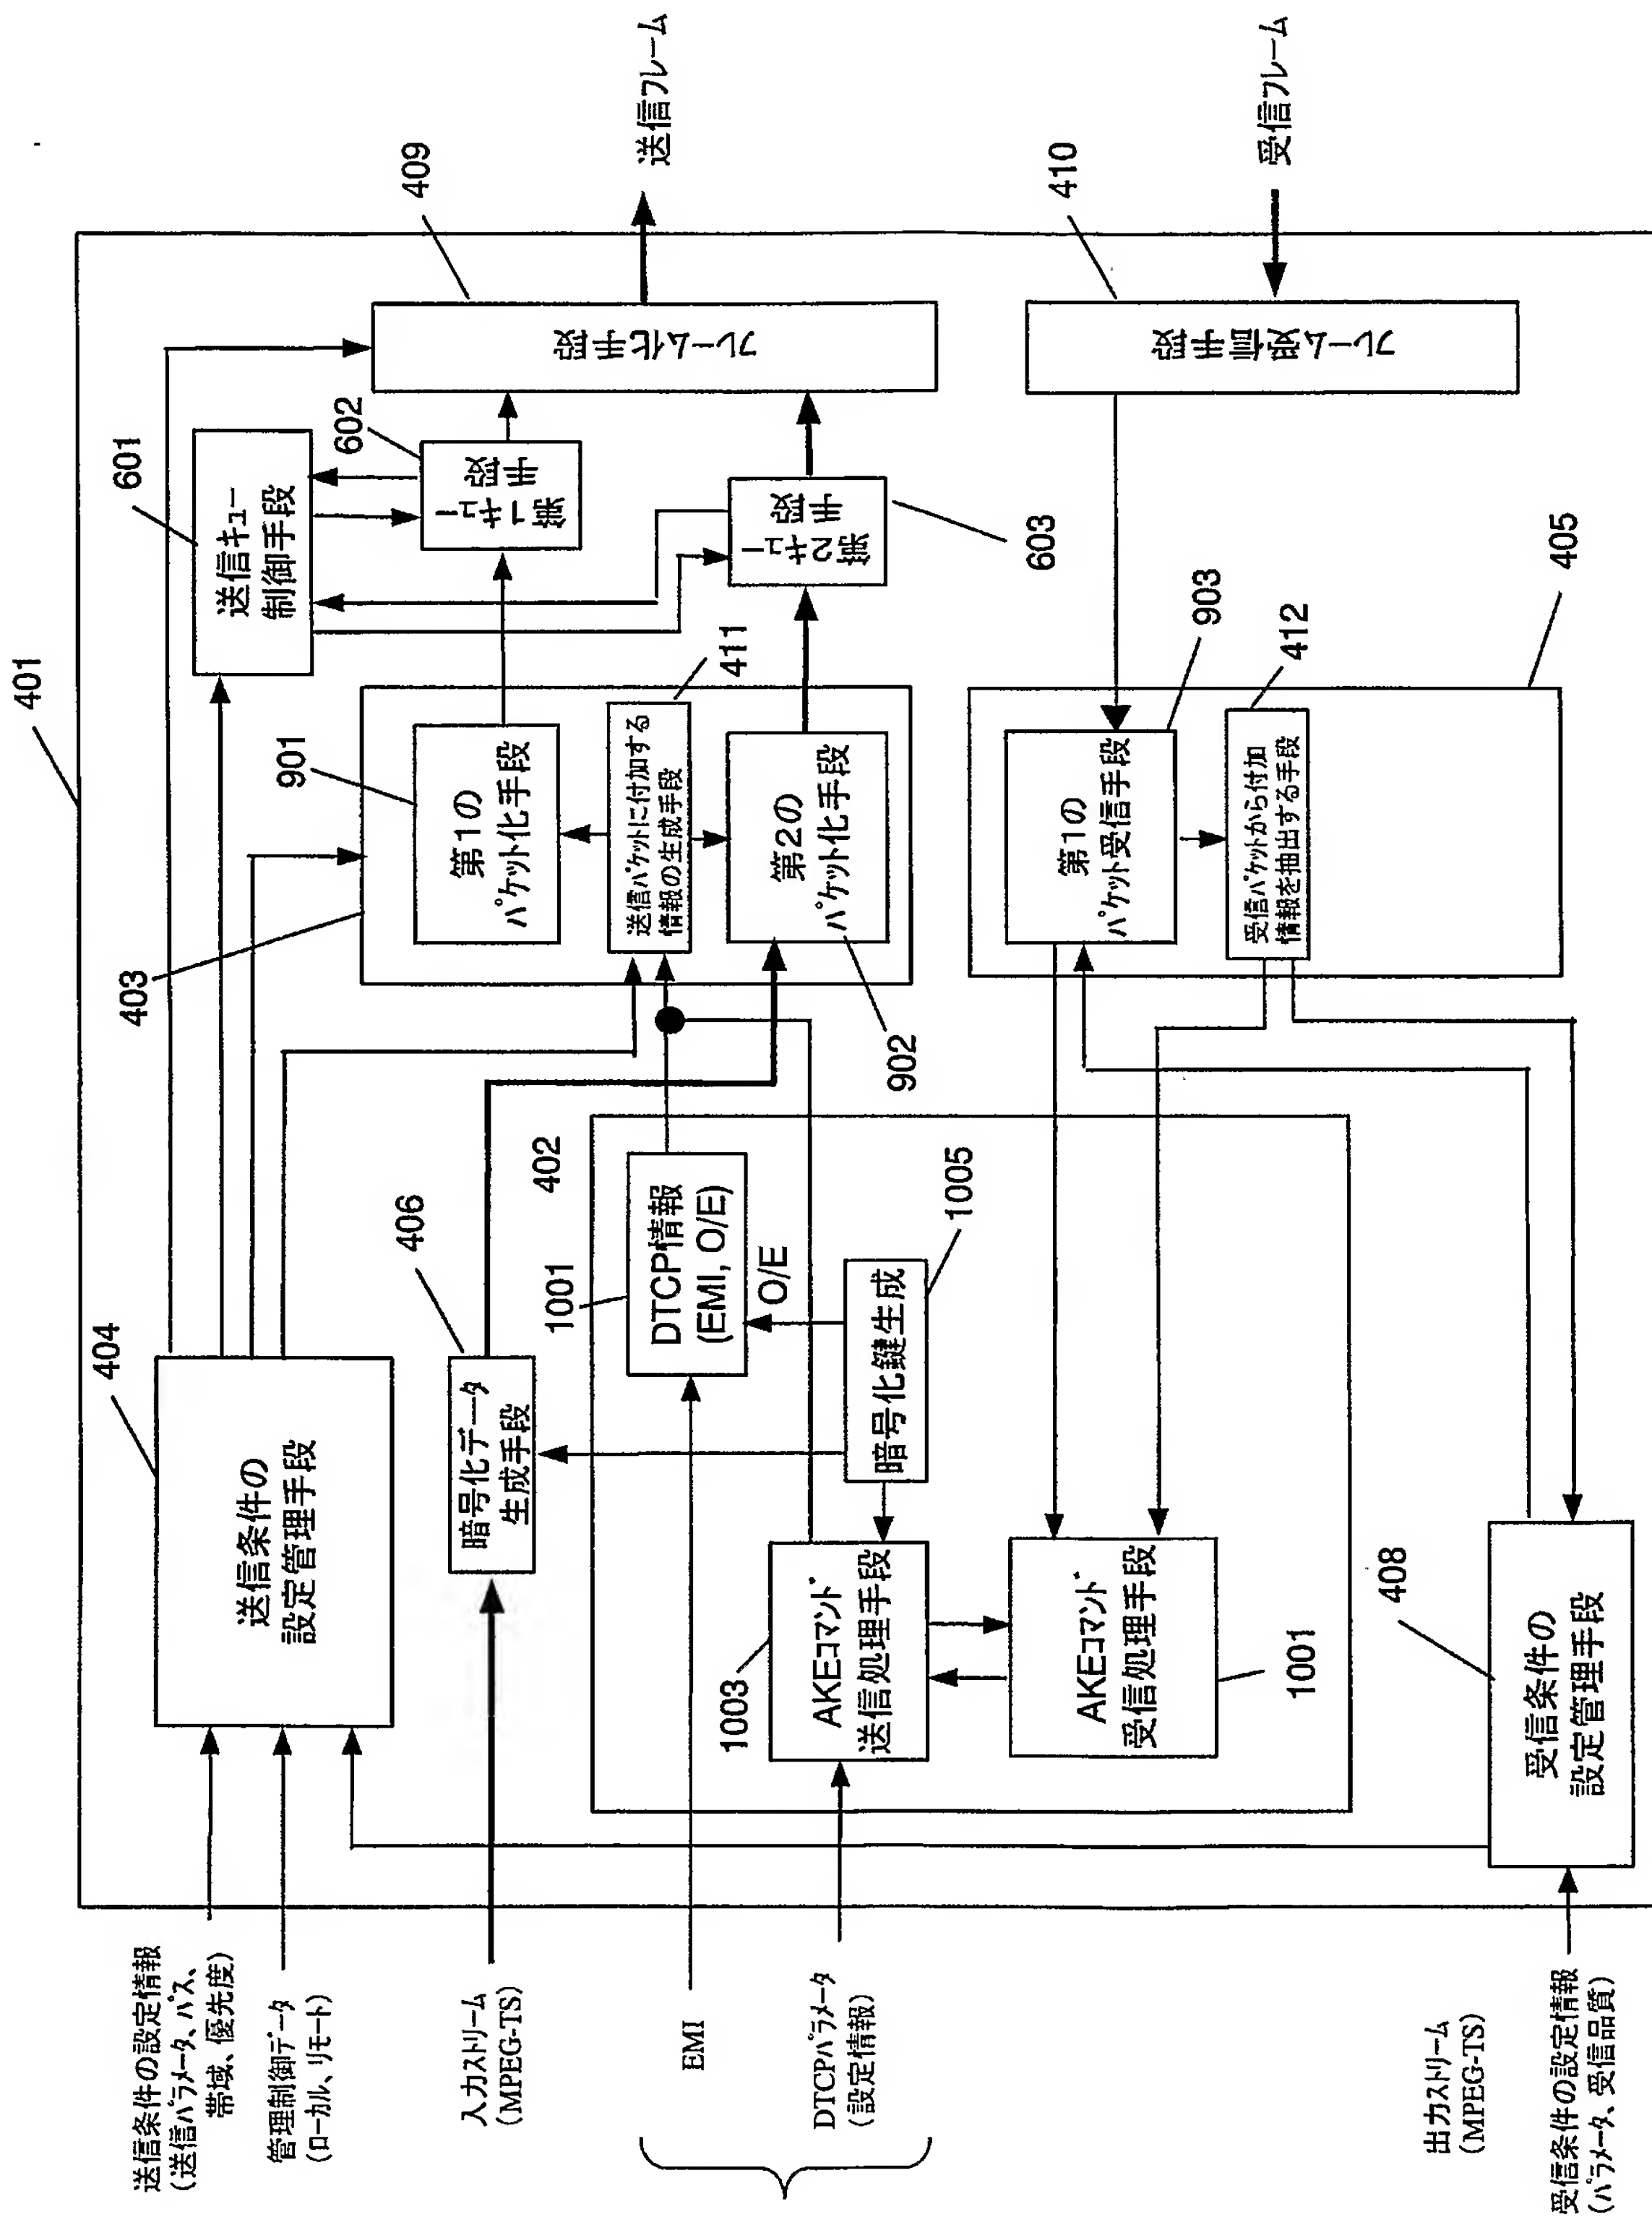 401
404
送信条件の
設定管理手段
601
送信キュー
制御手段
602
第1キュー
手段
409
フレーム化手段
送信フレーム
403
901
第1の
パケット化手段
411
送信パケットに付加する
情報の生成手段
第2の
パケット化手段
902
第2キュー
手段
603
406
暗号化データ
生成手段
402
1001
DTCP情報
(EMI, O/E)
O/E
1005
暗号化鍵生成
1003
AKEコマンド
送信処理手段
AKEコマンド
受信処理手段
1001
410
フレーム受信手段
受信フレーム
405
903
第1の
パケット受信手段
412
受信パケットから付加
情報を抽出する手段
408
受信条件の
設定管理手段
送信条件の設定情報
(送信パラメータ、パス、
帯域、優先度)
管理制御データ
(ローカル、リモート)
入力ストリーム
(MPEG-TS)
EMI
DTCPパラメータ
(設定情報)
出力ストリーム
(MPEG-TS)
受信条件の設定情報
(パラメータ、受信品質)